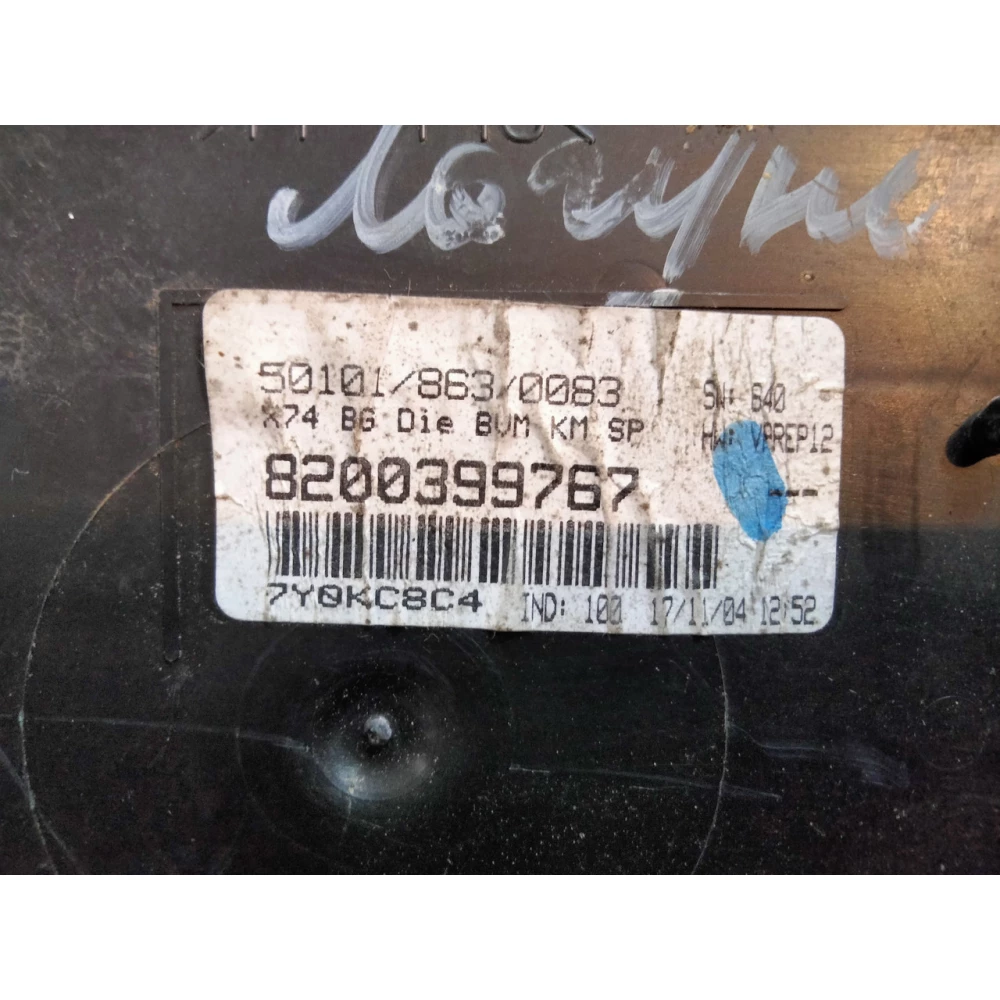 Лагуна
50101/863/0083 SW: 640
X74 BG Die BVM KM SP HW: VPREP12
8200399767 ---
7Y0KC8C4 IND: 100 17/11/04 12:52